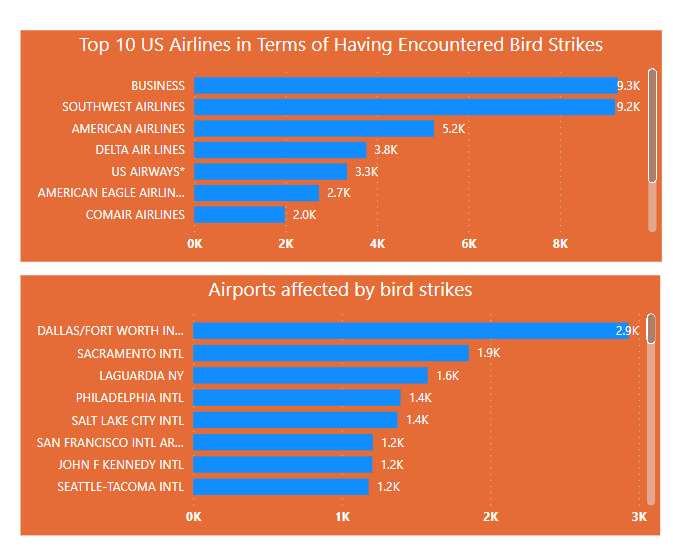 Top 10 US Airlines in Terms of Having Encountered Bird Strikes
BUSINESS 9.3K
SOUTHWEST AIRLINES 9.2K
AMERICAN AIRLINES 5.2K
DELTA AIR LINES 3.8K
US AIRWAYS* 3.3K
AMERICAN EAGLE AIRLIN... 2.7K
COMAIR AIRLINES 2.0K
0K 2K 4K 6K 8K
Airports affected by bird strikes
DALLAS/FORT WORTH IN... 2.9K
SACRAMENTO INTL 1.9K
LAGUARDIA NY 1.6K
PHILADELPHIA INTL 1.4K
SALT LAKE CITY INTL 1.4K
SAN FRANCISCO INTL AR... 1.2K
JOHN F KENNEDY INTL 1.2K
SEATTLE-TACOMA INTL 1.2K
0K 1K 2K 3K